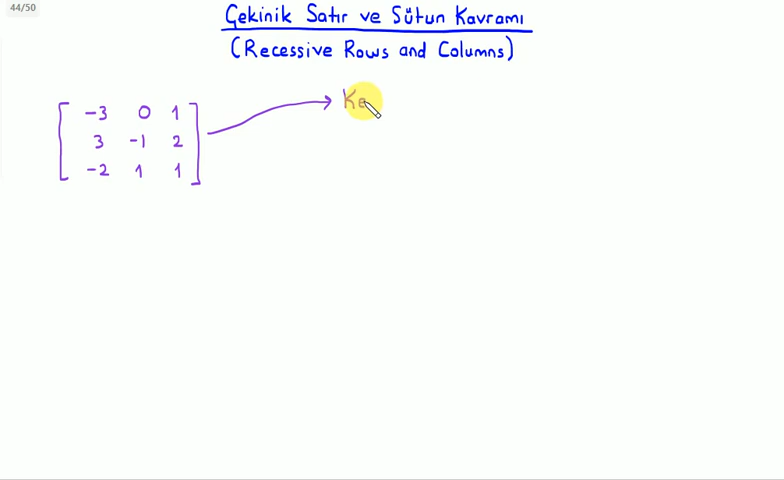 44/50
Çekinik Satır ve Sütun Kavramı
(Recessive Rows and Columns)
Ke
-3 0 1
3 -1 2
-2 1 1